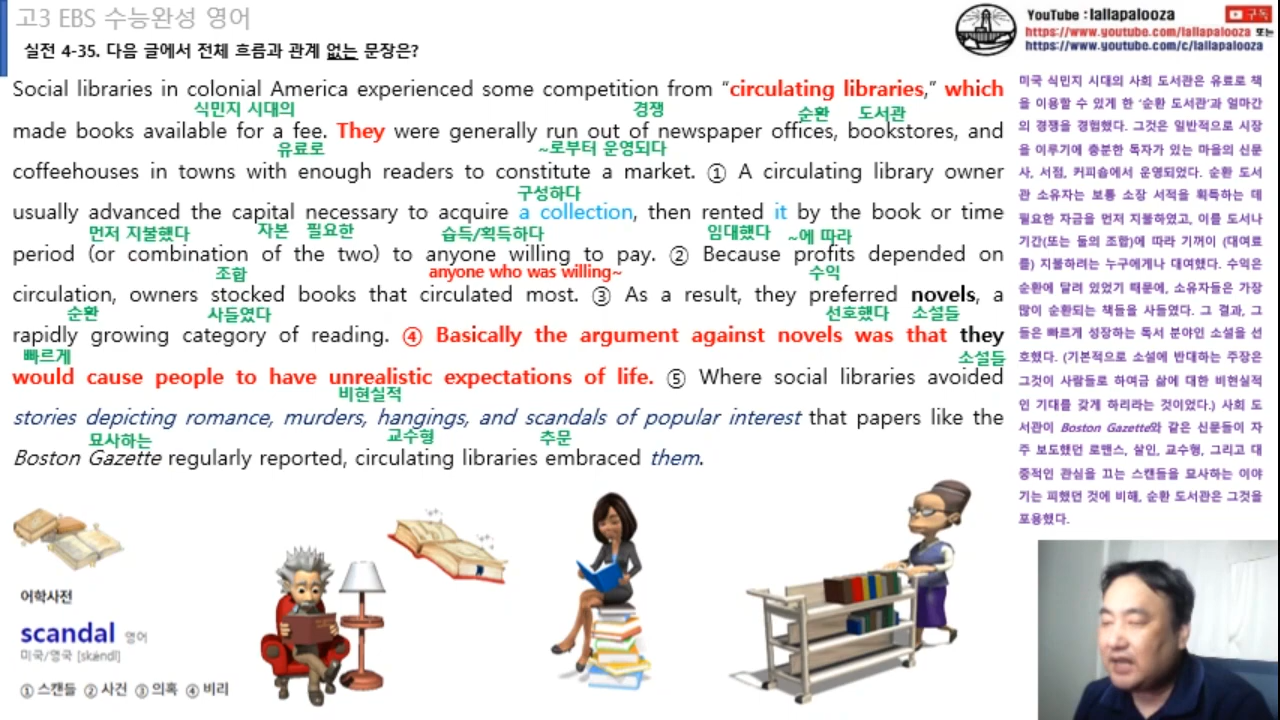 고3 EBS 수능완성 영어
실전 4-35. 다음 글에서 전체 흐름과 관계 없는 문장은?
YouTube : lallapalooza
구독
https://www.youtube.com/lallapalooza 또는
https://www.youtube.com/c/lallapalooza
Social libraries in colonial America experienced some competition from “circulating libraries,” which
식민지 시대의 경쟁 순환 도서관
made books available for a fee. They were generally run out of newspaper offices, bookstores, and
유료로 ~로부터 운영되다
coffeehouses in towns with enough readers to constitute a market. ① A circulating library owner
구성하다
usually advanced the capital necessary to acquire a collection, then rented it by the book or time
먼저 지불했다 자본 필요한 습득/획득하다 임대했다 ~에 따라
period (or combination of the two) to anyone willing to pay. ② Because profits depended on
조합 anyone who was willing~ 수익
circulation, owners stocked books that circulated most. ③ As a result, they preferred novels, a
순환 사들였다 선호했다 소설들
rapidly growing category of reading. ④ Basically the argument against novels was that they
빠르게 소설들
would cause people to have unrealistic expectations of life. ⑤ Where social libraries avoided
비현실적
stories depicting romance, murders, hangings, and scandals of popular interest that papers like the
묘사하는 교수형 추문
Boston Gazette regularly reported, circulating libraries embraced them.
미국 식민지 시대의 사회 도서관은 유료로 책
을 이용할 수 있게 한 ‘순환 도서관’과 얼마간
의 경쟁을 경험했다. 그것은 일반적으로 시장
을 이루기에 충분한 독자가 있는 마을의 신문
사, 서점, 커피숍에서 운영되었다. 순환 도서
관 소유자는 보통 소장 서적을 획득하는 데
필요한 자금을 먼저 지불하였고, 이를 도서나
기간(또는 둘의 조합)에 따라 기꺼이 (대여료
를) 지불하려는 누구에게나 대여했다. 수익은
순환에 달려 있었기 때문에, 소유자들은 가장
많이 순환되는 책들을 사들였다. 그 결과, 그
들은 빠르게 성장하는 독서 분야인 소설을 선
호했다. (기본적으로 소설에 반대하는 주장은
그것이 사람들로 하여금 삶에 대한 비현실적
인 기대를 갖게 하리라는 것이었다.) 사회 도
서관이 Boston Gazette와 같은 신문들이 자
주 보도했던 로맨스, 살인, 교수형, 그리고 대
중적인 관심을 끄는 스캔들을 묘사하는 이야
기는 피했던 것에 비해, 순환 도서관은 그것을
포용했다.
어학사전
scandal 영어
미국/영국 [skændl]
① 스캔들 ② 사건 ③ 의혹 ④ 비리